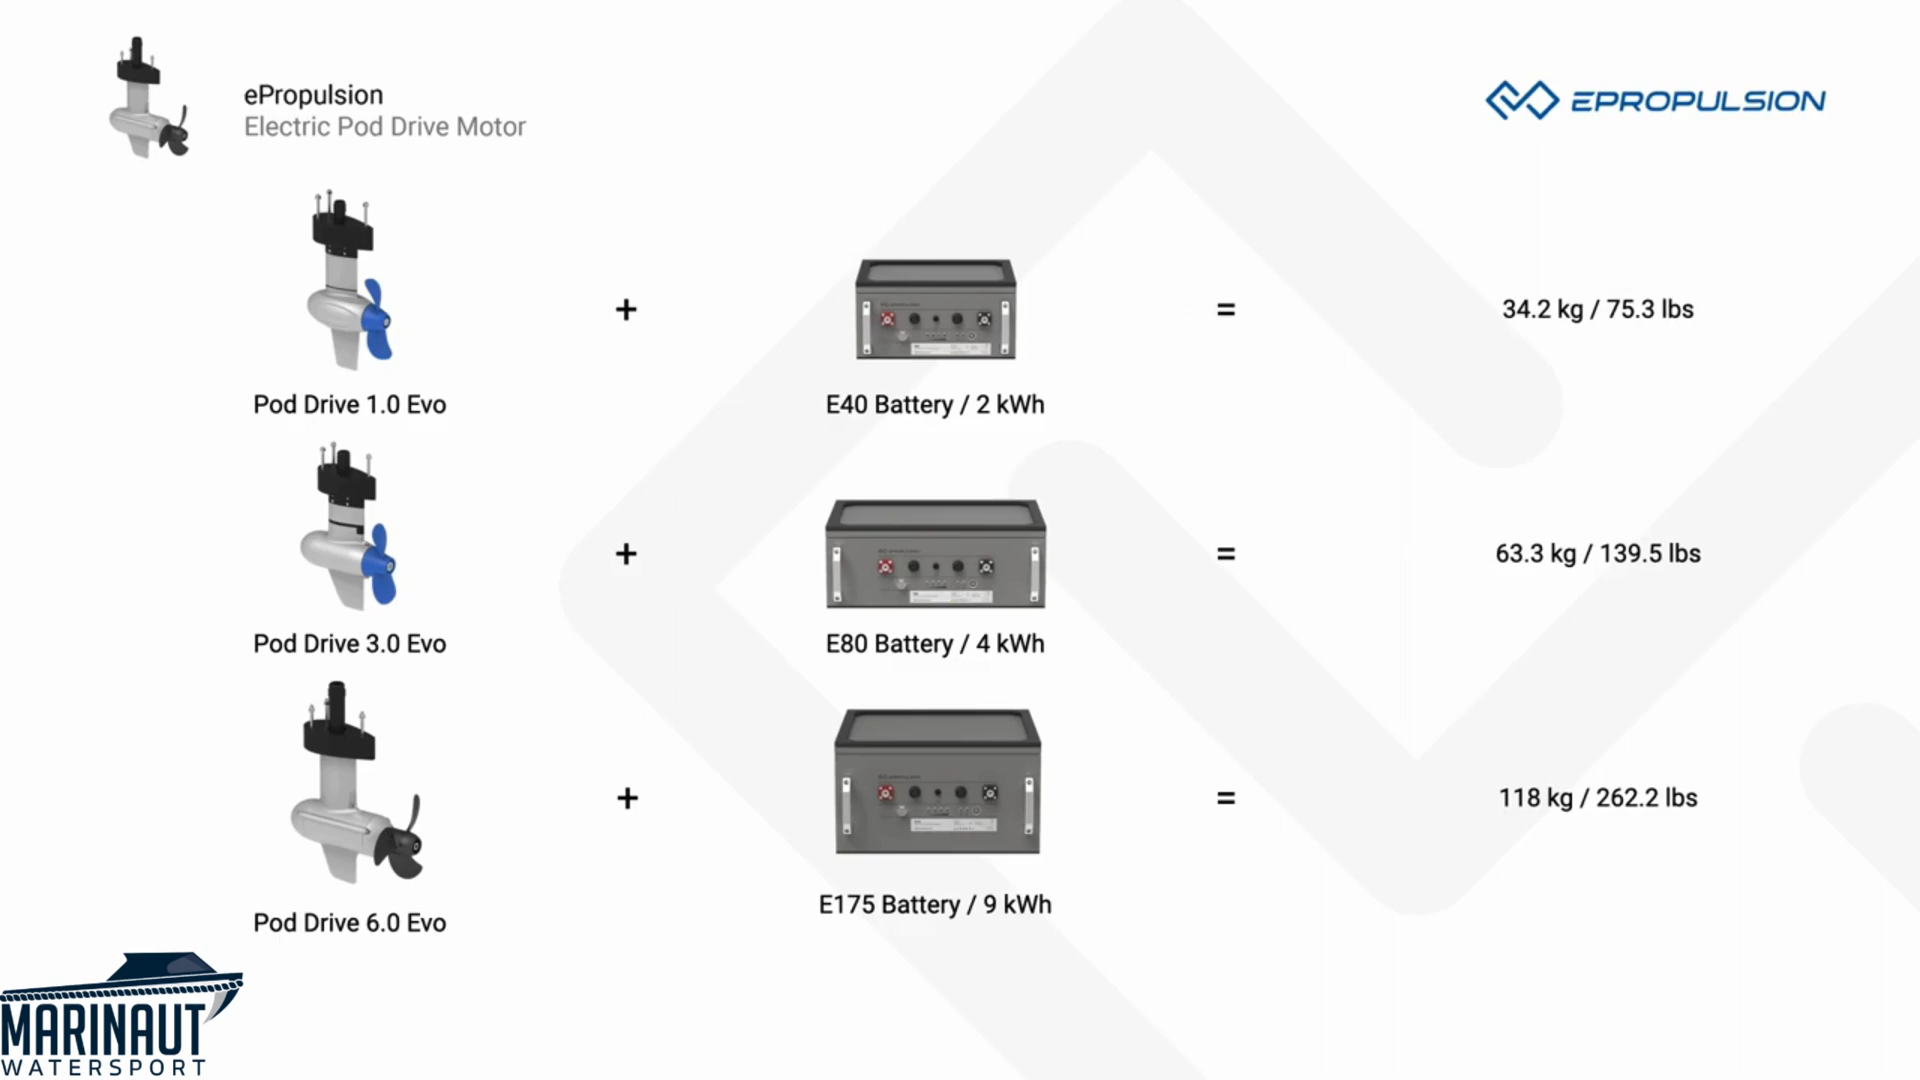 ePropulsion
Electric Pod Drive Motor
EPROPULSION
+
=
34.2 kg / 75.3 lbs
Pod Drive 1.0 Evo
E40 Battery / 2 kWh
+
=
63.3 kg / 139.5 lbs
Pod Drive 3.0 Evo
E80 Battery / 4 kWh
+
=
118 kg / 262.2 lbs
Pod Drive 6.0 Evo
E175 Battery / 9 kWh
MARINAUT
WATERSPORT